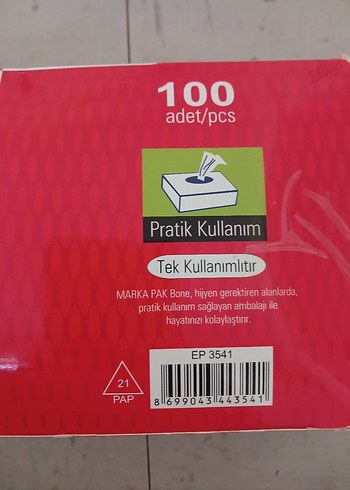 100
adet/pcs
Pratik Kullanım
Tek Kullanımlıtır
MARKA PAK Bone, hijyen gerektiren alanlarda,
pratik kullanım sağlayan ambalajı ile
hayatınızı kolaylaştırır.
EP 3541
21
PAP
8 699043 443541